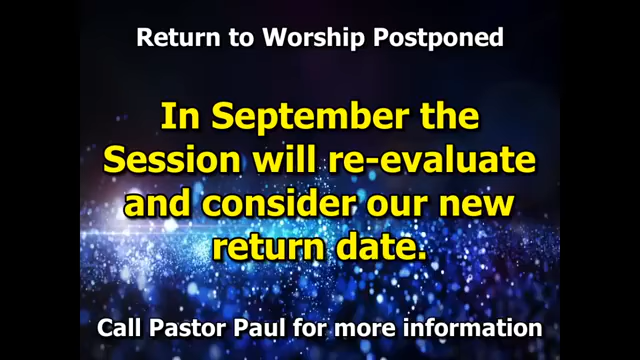 Return to Worship Postponed
In September the
Session will re-evaluate
and consider our new
return date.
Call Pastor Paul for more information